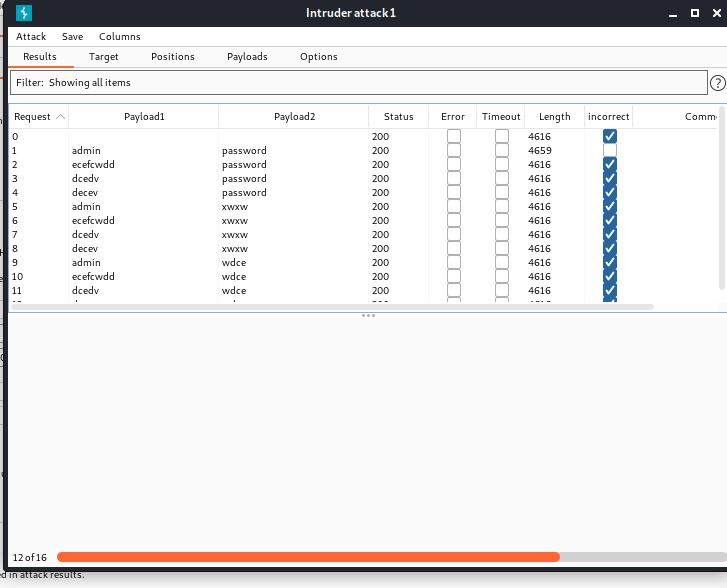 Intruder attack1
Attack Save Columns
Results Target Positions Payloads Options
Filter: Showing all items
?
Request Payload1 Payload2 Status Error Timeout Length incorrect Comm
0 200 4616
1 admin password 200 4659
2 ecefcwdd password 200 4616
3 dcedv password 200 4616
4 decev password 200 4616
5 admin xwxw 200 4616
6 ecefcwdd xwxw 200 4616
7 dcedv xwxw 200 4616
8 decev xwxw 200 4616
9 admin wdce 200 4616
10 ecefcwdd wdce 200 4616
11 dcedv wdce 200 4616
12 of 16
ed in attack results.